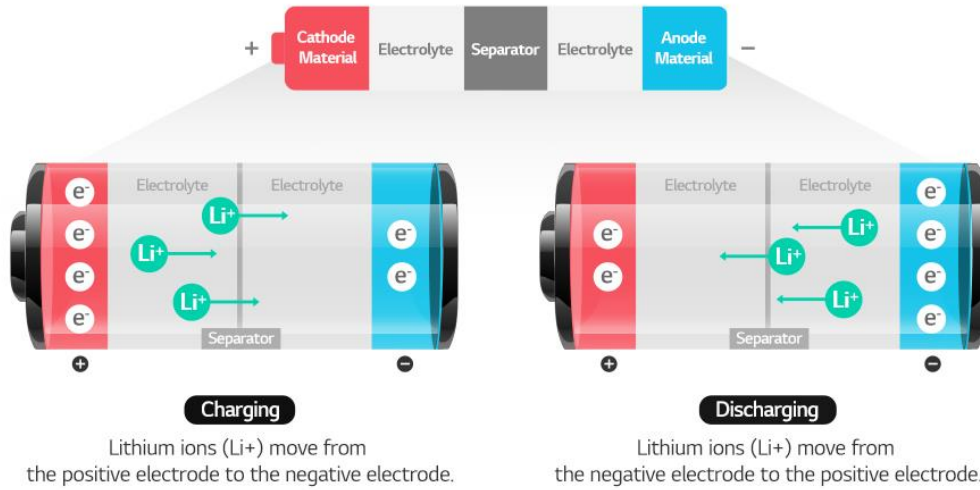 + Cathode Material Electrolyte Separator Electrolyte Anode Material −
Electrolyte Electrolyte
e⁻ e⁻ e⁻ e⁻
Li⁺
Li⁺
Li⁺
e⁻ e⁻
Separator
+ −
Charging
Lithium ions (Li+) move from
the positive electrode to the negative electrode.
Electrolyte Electrolyte
e⁻ e⁻
Li⁺
Li⁺
Li⁺
e⁻ e⁻ e⁻ e⁻
Separator
+ −
Discharging
Lithium ions (Li+) move from
the negative electrode to the positive electrode